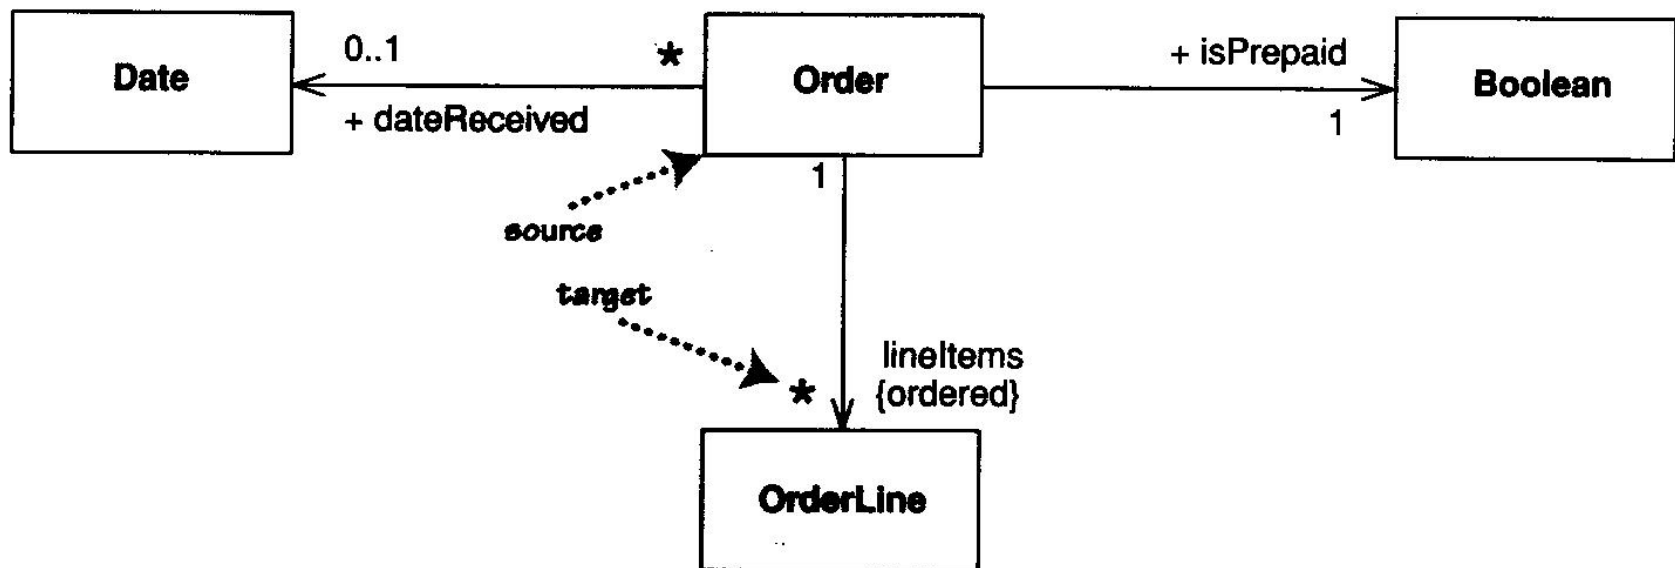 Date
0..1
*
+ dateReceived
Order
+ isPrepaid
1
Boolean
1
source
target
*
lineItems
{ordered}
OrderLine